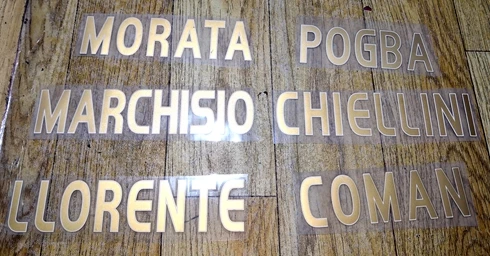 MORATA POGBA
MARCHISIO CHIELLINI
LLORENTE COMAN